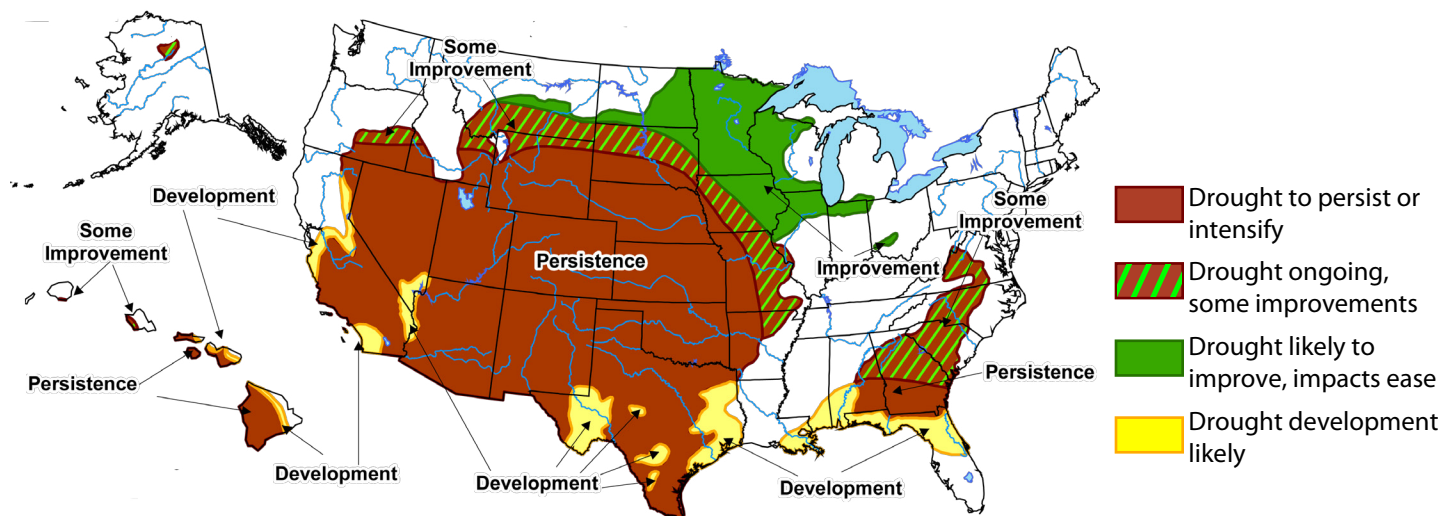 Some
Improvement
Development
Some
Improvement
Persistence
Development
Persistence
Development
Improvement
Some
Improvement
Persistence
Development
Drought to persist or
intensify
Drought ongoing,
some improvements
Drought likely to
improve, impacts ease
Drought development
likely